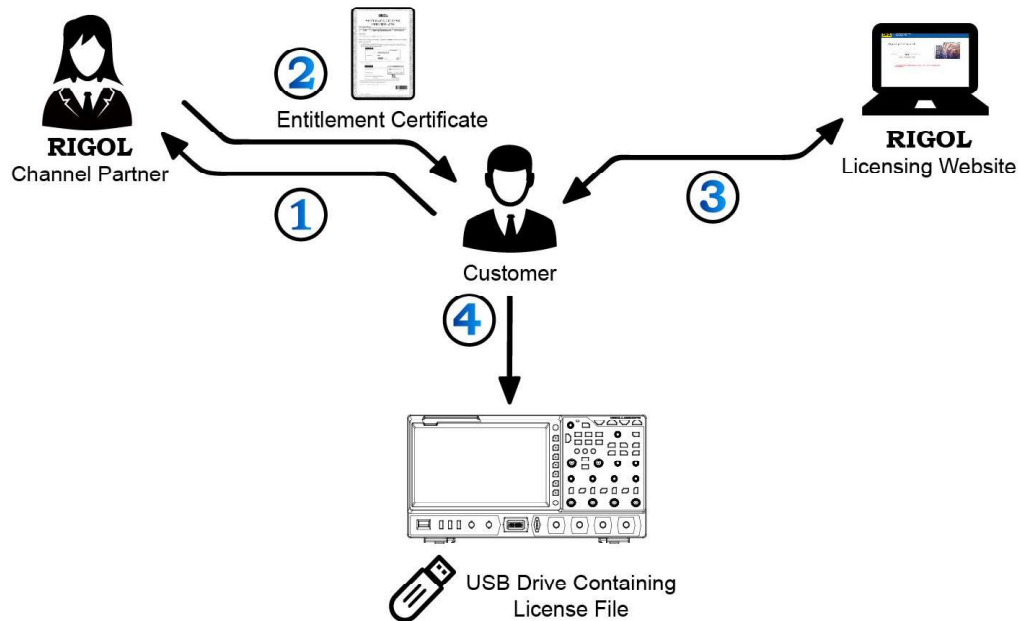 2
Entitlement Certificate
RIGOL
Channel Partner
1
RIGOL
Licensing Website
3
Customer
4
USB Drive Containing
License File